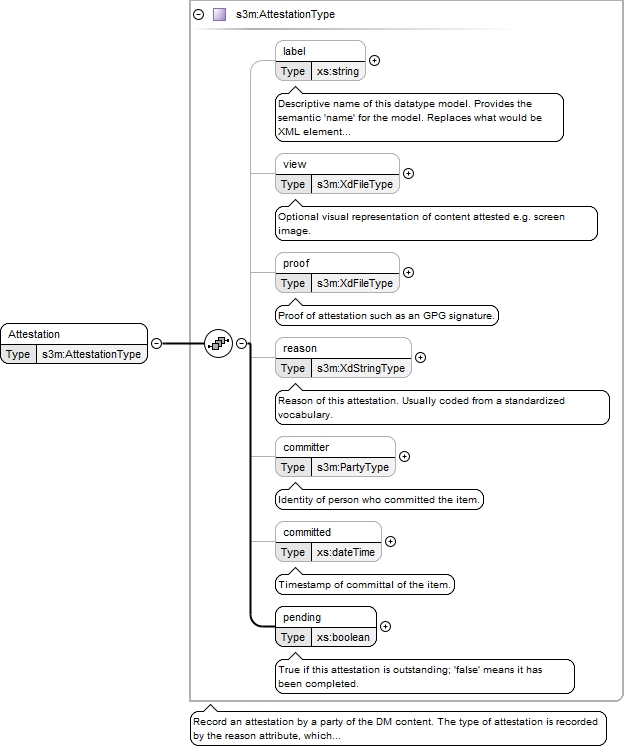 s3m:AttestationType
label
Type xs:string
Descriptive name of this datatype model. Provides the
semantic 'name' for the model. Replaces what would be
XML element...
view
Type s3m:XdFileType
Optional visual representation of content attested e.g. screen
image.
proof
Type s3m:XdFileType
Proof of attestation such as an GPG signature.
Attestation
Type s3m:AttestationType
reason
Type s3m:XdStringType
Reason of this attestation. Usually coded from a standardized
vocabulary.
committer
Type s3m:PartyType
Identity of person who committed the item.
committed
Type xs:dateTime
Timestamp of committal of the item.
pending
Type xs:boolean
True if this attestation is outstanding; 'false' means it has
been completed.
Record an attestation by a party of the DM content. The type of attestation is recorded
by the reason attribute, which...